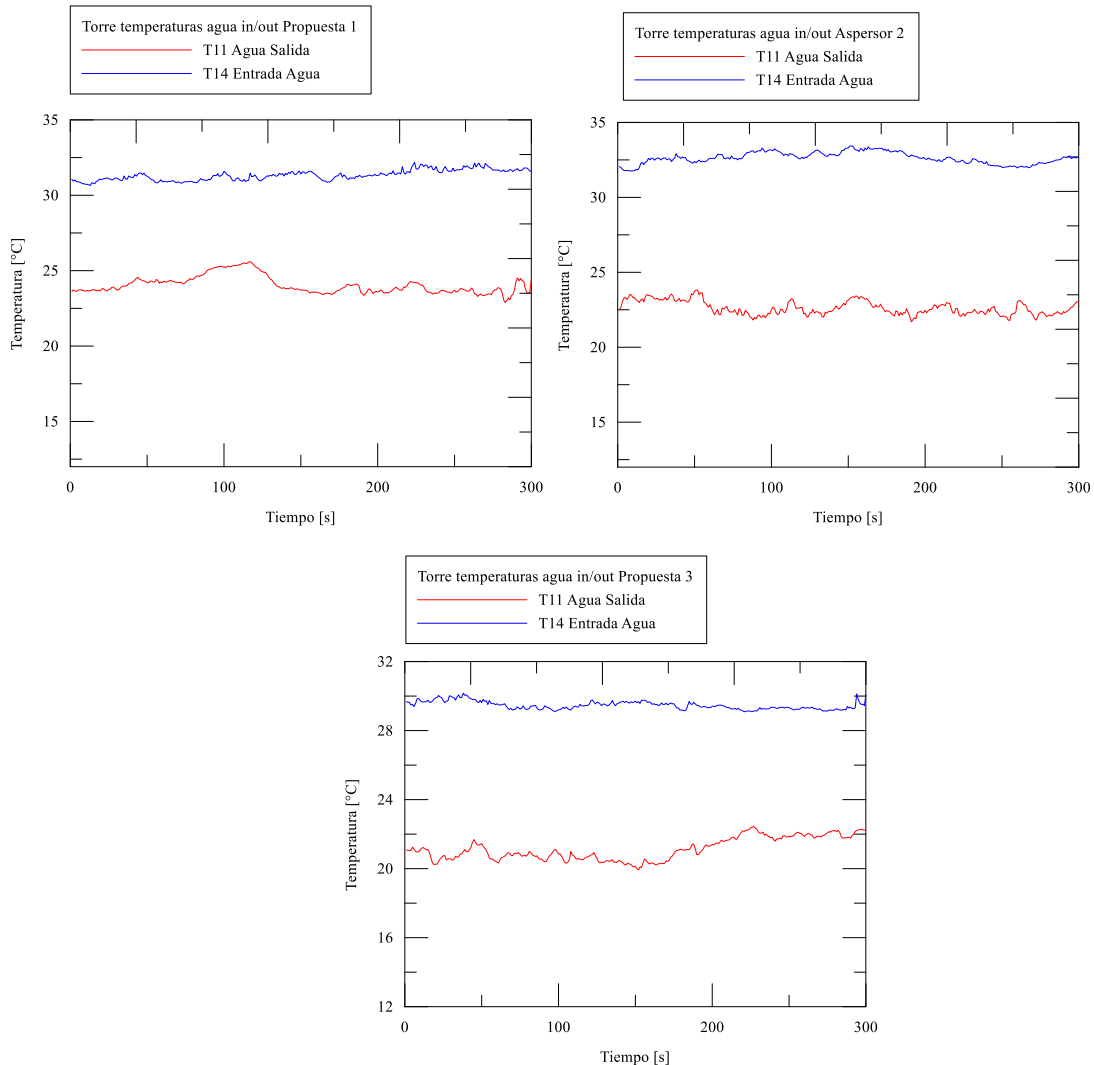 Torre temperaturas agua in/out Propuesta 1
T11 Agua Salida
T14 Entrada Agua
35
30
25
20
15
0
100
200
300
Temperatura [°C]
Tiempo [s]
Torre temperaturas agua in/out Aspersor 2
T11 Agua Salida
T14 Entrada Agua
35
30
25
20
15
0
100
200
300
Temperatura [°C]
Tiempo [s]
Torre temperaturas agua in/out Propuesta 3
T11 Agua Salida
T14 Entrada Agua
32
28
24
20
16
12
0
100
200
300
Temperatura [°C]
Tiempo [s]